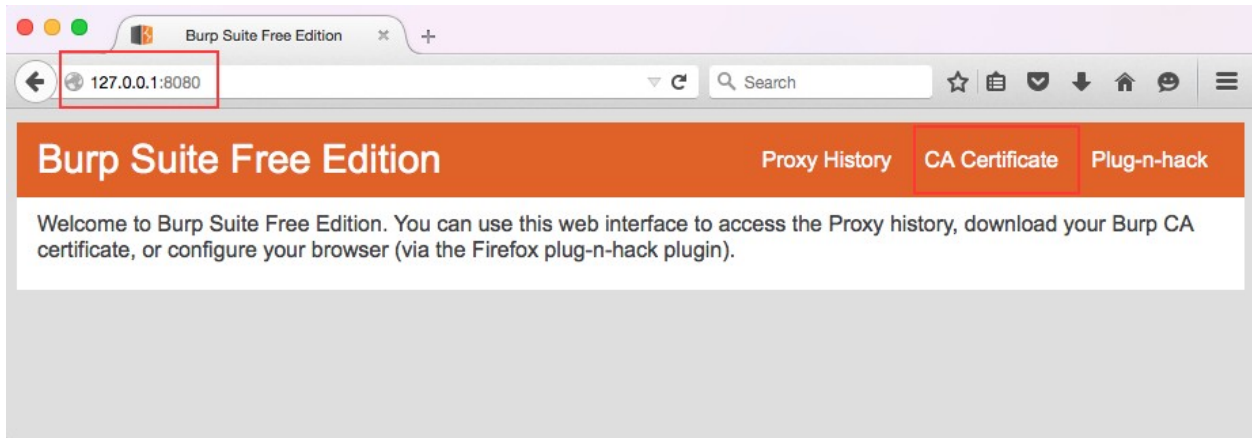 Burp Suite Free Edition
127.0.0.1:8080
Search
Burp Suite Free Edition
Proxy History
CA Certificate
Plug-n-hack
Welcome to Burp Suite Free Edition. You can use this web interface to access the Proxy history, download your Burp CA
certificate, or configure your browser (via the Firefox plug-n-hack plugin).